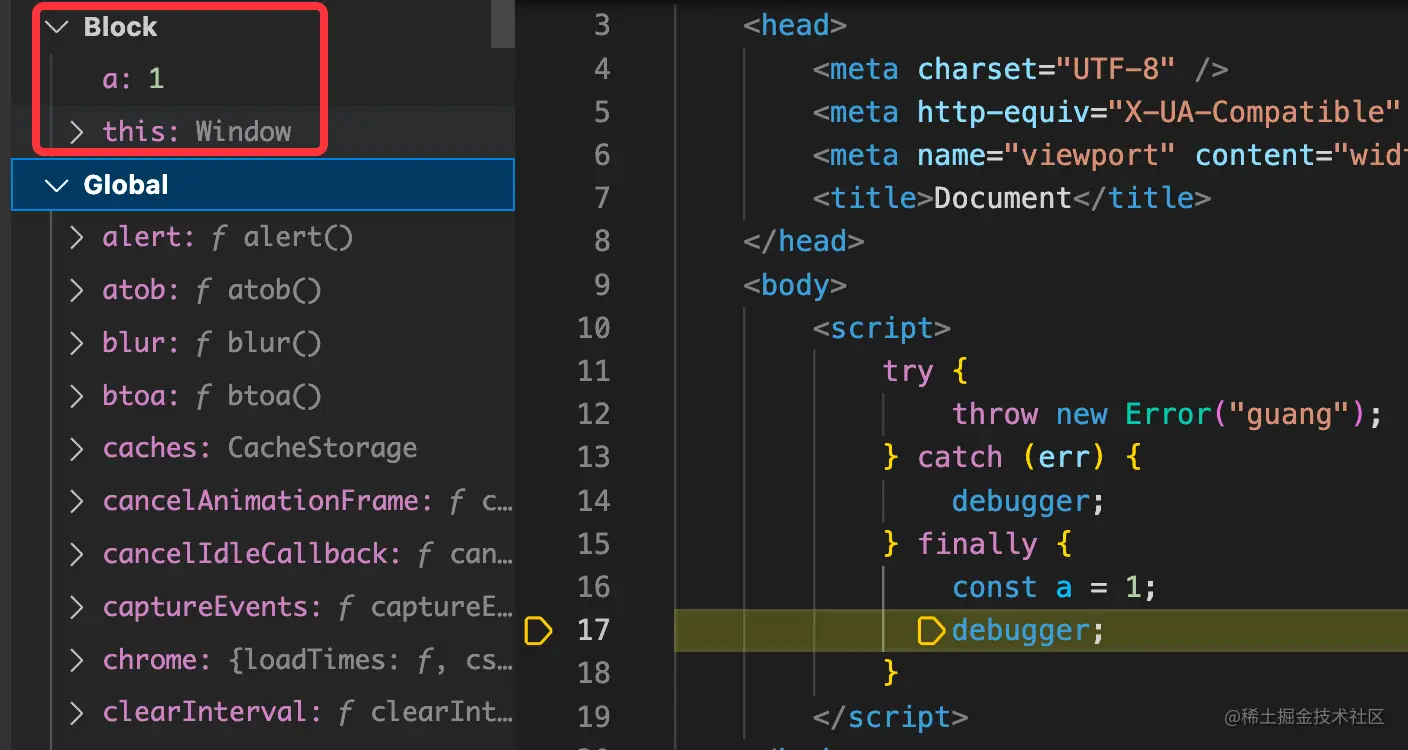 Block
a: 1
this: Window
Global
alert: ƒ alert()
atob: ƒ atob()
blur: ƒ blur()
btoa: ƒ btoa()
caches: CacheStorage
cancelAnimationFrame: ƒ c…
cancelIdleCallback: ƒ can…
captureEvents: ƒ captureE…
chrome: {loadTimes: ƒ, cs…
clearInterval: ƒ clearInt…
3 <head>
4 <meta charset="UTF-8" />
5 <meta http-equiv="X-UA-Compatible"
6 <meta name="viewport" content="widt
7 <title>Document</title>
8 </head>
9 <body>
10 <script>
11 try {
12 throw new Error("guang");
13 } catch (err) {
14 debugger;
15 } finally {
16 const a = 1;
17 debugger;
18 }
19 </script>
@稀土掘金技术社区